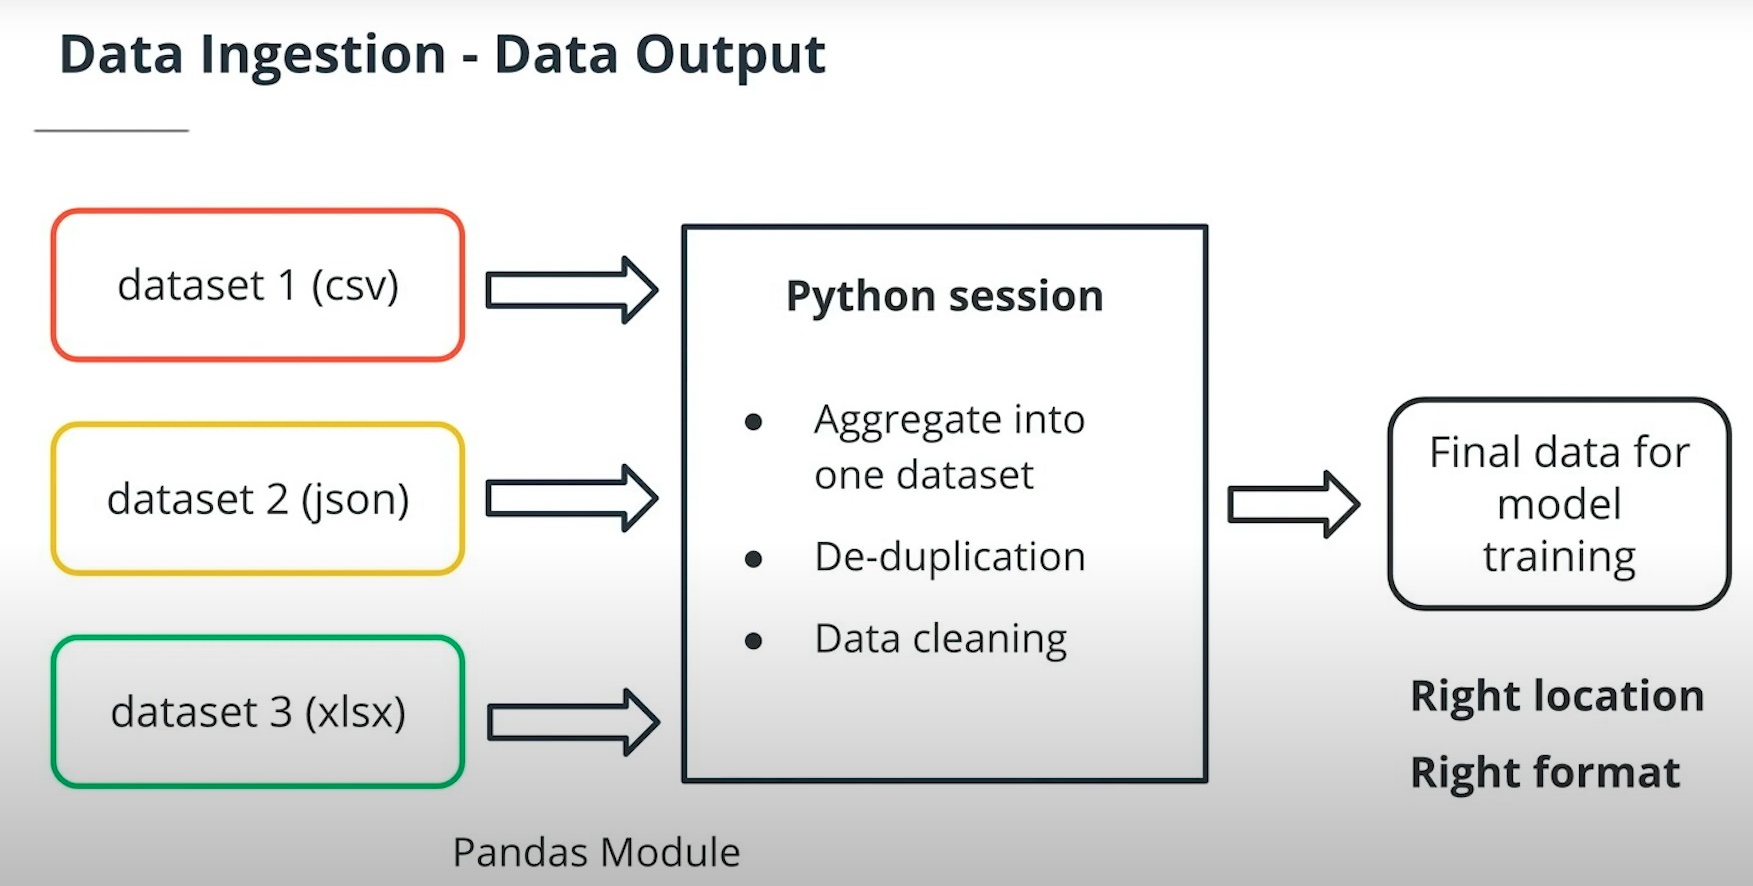 Data Ingestion - Data Output
dataset 1 (csv)
dataset 2 (json)
dataset 3 (xlsx)
Pandas Module
Python session
● Aggregate into
one dataset
● De-duplication
● Data cleaning
Final data for
model
training
Right location
Right format